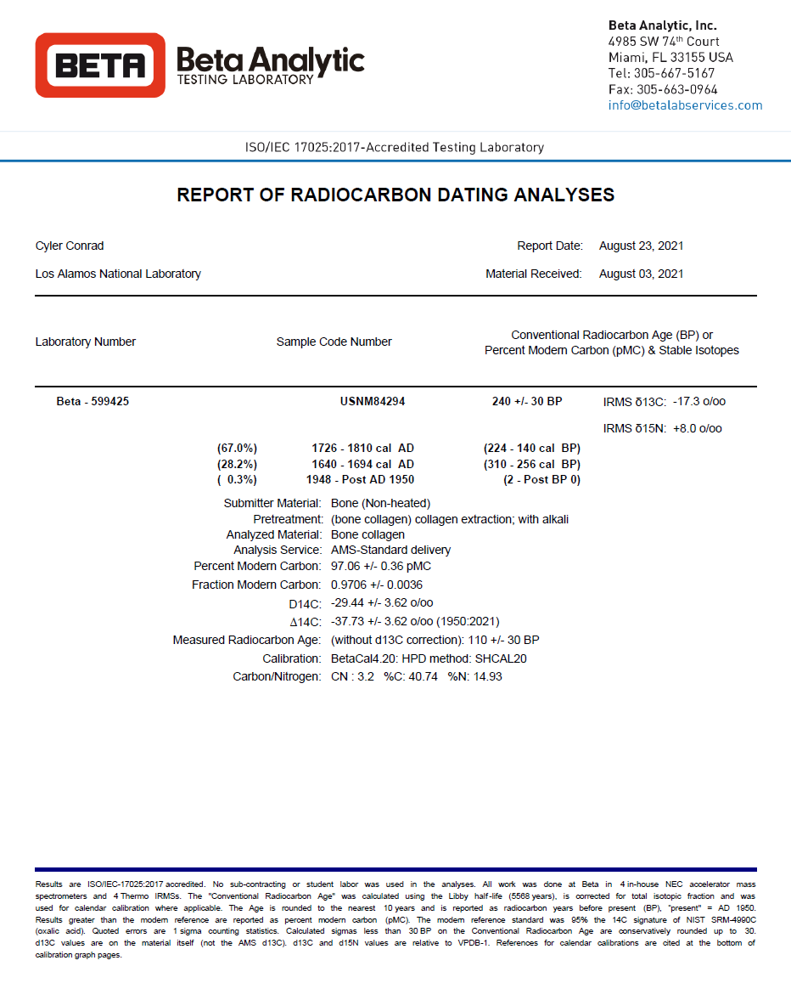 BETA
Beta Analytic
TESTING LABORATORY
Beta Analytic, Inc.
4985 SW 74th Court
Miami, FL 33155 USA
Tel: 305-667-5167
Fax: 305-663-0964
info@betalabservices.com
ISO/IEC 17025:2017-Accredited Testing Laboratory
REPORT OF RADIOCARBON DATING ANALYSES
Cyler Conrad Report Date: August 23, 2021
Los Alamos National Laboratory Material Received: August 03, 2021
Laboratory Number Sample Code Number Conventional Radiocarbon Age (BP) or
Percent Modern Carbon (pMC) & Stable Isotopes
Beta - 599425 USNM84294 240 +/- 30 BP IRMS δ13C: -17.3 o/oo
IRMS δ15N: +8.0 o/oo
(67.0%) 1726 - 1810 cal AD (224 - 140 cal BP)
(28.2%) 1640 - 1694 cal AD (310 - 256 cal BP)
( 0.3%) 1948 - Post AD 1950 (2 - Post BP 0)
Submitter Material: Bone (Non-heated)
Pretreatment: (bone collagen) collagen extraction; with alkali
Analyzed Material: Bone collagen
Analysis Service: AMS-Standard delivery
Percent Modern Carbon: 97.06 +/- 0.36 pMC
Fraction Modern Carbon: 0.9706 +/- 0.0036
D14C: -29.44 +/- 3.62 o/oo
Δ14C: -37.73 +/- 3.62 o/oo (1950:2021)
Measured Radiocarbon Age: (without d13C correction): 110 +/- 30 BP
Calibration: BetaCal4.20: HPD method: SHCAL20
Carbon/Nitrogen: CN : 3.2 %C: 40.74 %N: 14.93
Results are ISO/IEC-17025:2017 accredited. No sub-contracting or student labor was used in the analyses. All work was done at Beta in 4 in-house NEC accelerator mass
spectrometers and 4 Thermo IRMSs. The "Conventional Radiocarbon Age" was calculated using the Libby half-life (5568 years), is corrected for total isotopic fraction and was
used for calendar calibration where applicable. The Age is rounded to the nearest 10 years and is reported as radiocarbon years before present (BP), "present" = AD 1950.
Results greater than the modern reference are reported as percent modern carbon (pMC). The modern reference standard was 95% the 14C signature of NIST SRM-4990C
(oxalic acid). Quoted errors are 1 sigma counting statistics. Calculated sigmas less than 30 BP on the Conventional Radiocarbon Age are conservatively rounded up to 30.
d13C values are on the material itself (not the AMS d13C). d13C and d15N values are relative to VPDB-1. References for calendar calibrations are cited at the bottom of
calibration graph pages.